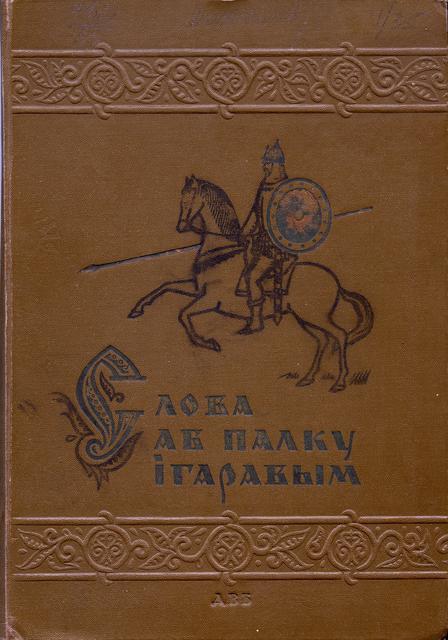 Слова
аб палку
Ігаравым
ДВБ